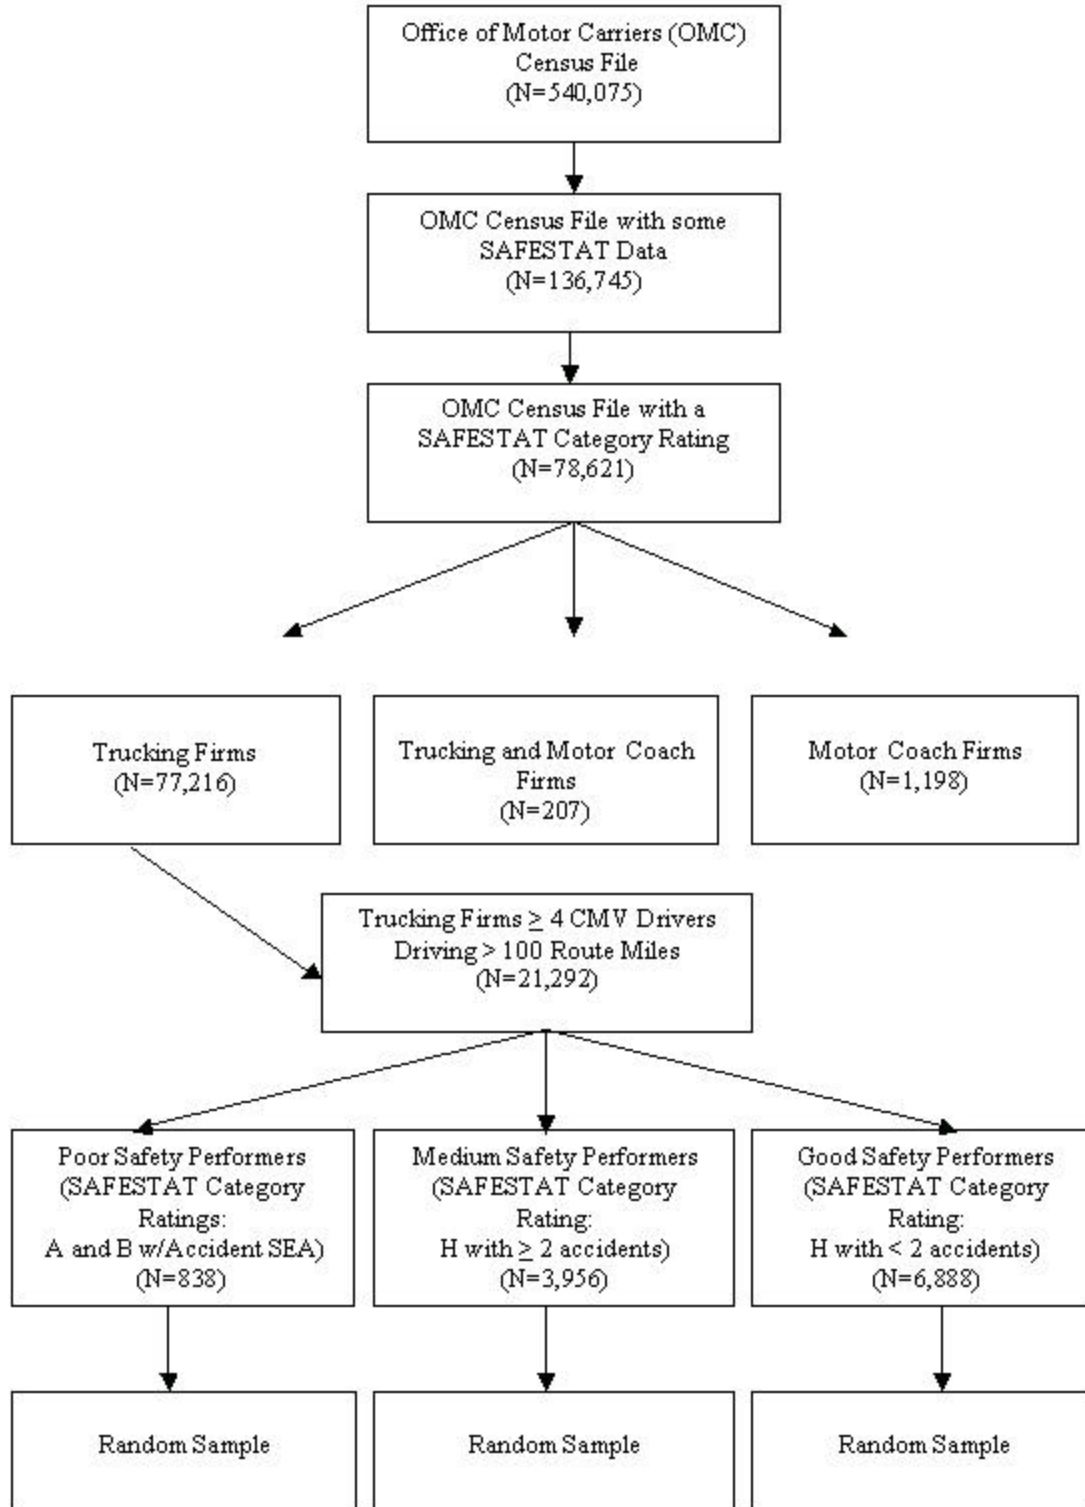 Office of Motor Carriers (OMC)
Census File
(N=540,075)
OMC Census File with some
SAFESTAT Data
(N=136,745)
OMC Census File with a
SAFESTAT Category Rating
(N=78,621)
Trucking Firms
(N=77,216)
Trucking and Motor Coach
Firms
(N=207)
Motor Coach Firms
(N=1,198)
Trucking Firms ≥ 4 CMV Drivers
Driving > 100 Route Miles
(N=21,292)
Poor Safety Performers
(SAFESTAT Category
Ratings:
A and B w/Accident SEA)
(N=838)
Medium Safety Performers
(SAFESTAT Category
Rating:
H with ≥ 2 accidents)
(N=3,956)
Good Safety Performers
(SAFESTAT Category
Rating:
H with < 2 accidents)
(N=6,888)
Random Sample
Random Sample
Random Sample